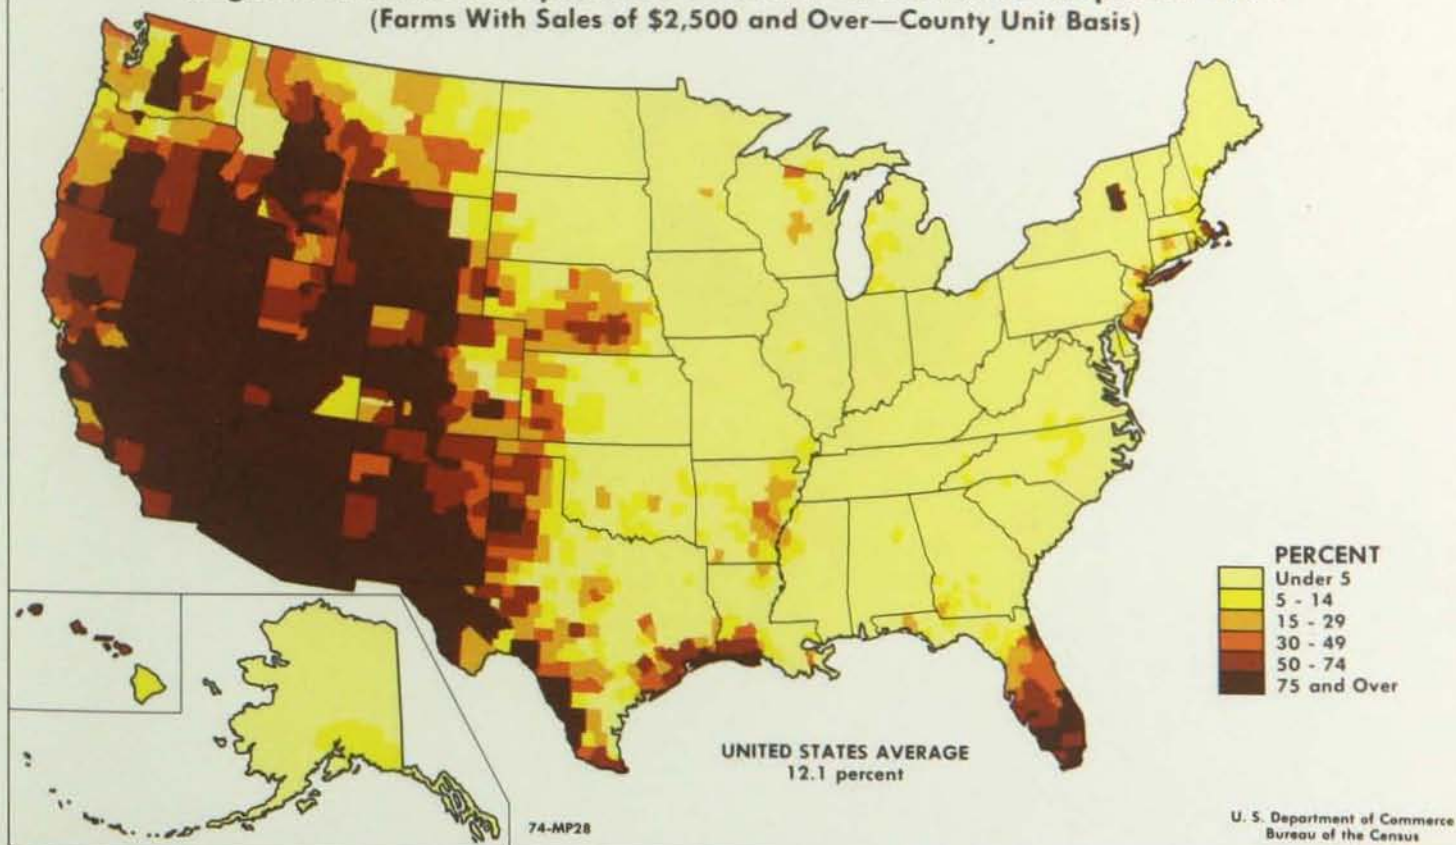 (Farms With Sales of $2,500 and Over—County Unit Basis)
PERCENT
Under 5
5 - 14
15 - 29
30 - 49
50 - 74
75 and Over
UNITED STATES AVERAGE
12.1 percent
74-MP28
U. S. Department of Commerce
Bureau of the Census